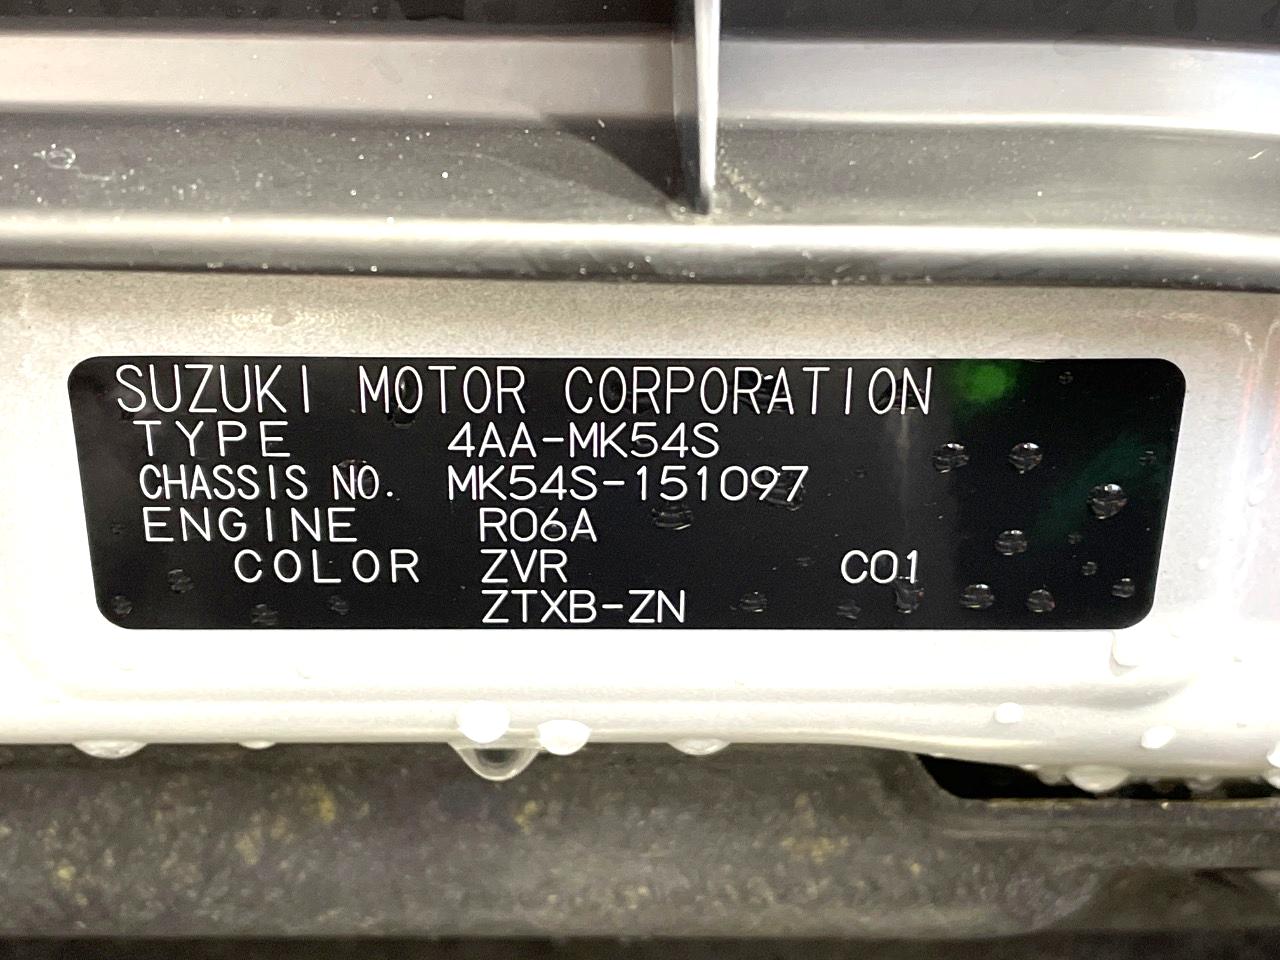 SUZUKI MOTOR CORPORATION
TYPE 4AA-MK54S
CHASSIS NO. MK54S-151097
ENGINE R06A
COLOR ZVR C01
ZTXB-ZN